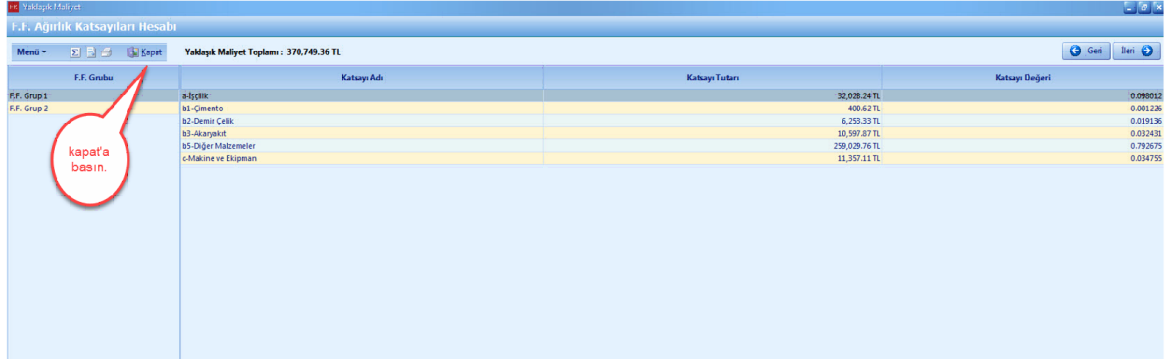 Yaklaşık Maliyet
F.F. Ağırlık Katsayıları Hesabı
Menü Kapat Yaklaşık Maliyet Toplamı : 370,749.36 TL Geri İleri
F.F. Grubu Katsayı Adı Katsayı Tutarı Katsayı Değeri
F.F. Grup 1 a-İşçilik 32,028.24 TL 0.098012
F.F. Grup 2 b1-Çimento 400.62 TL 0.001226
b2-Demir Çelik 6,253.33 TL 0.019136
b3-Akaryakıt 10,597.87 TL 0.032431
b5-Diğer Malzemeler 259,029.76 TL 0.792675
c-Makine ve Ekipman 11,357.11 TL 0.034755
kapat'a
basın.